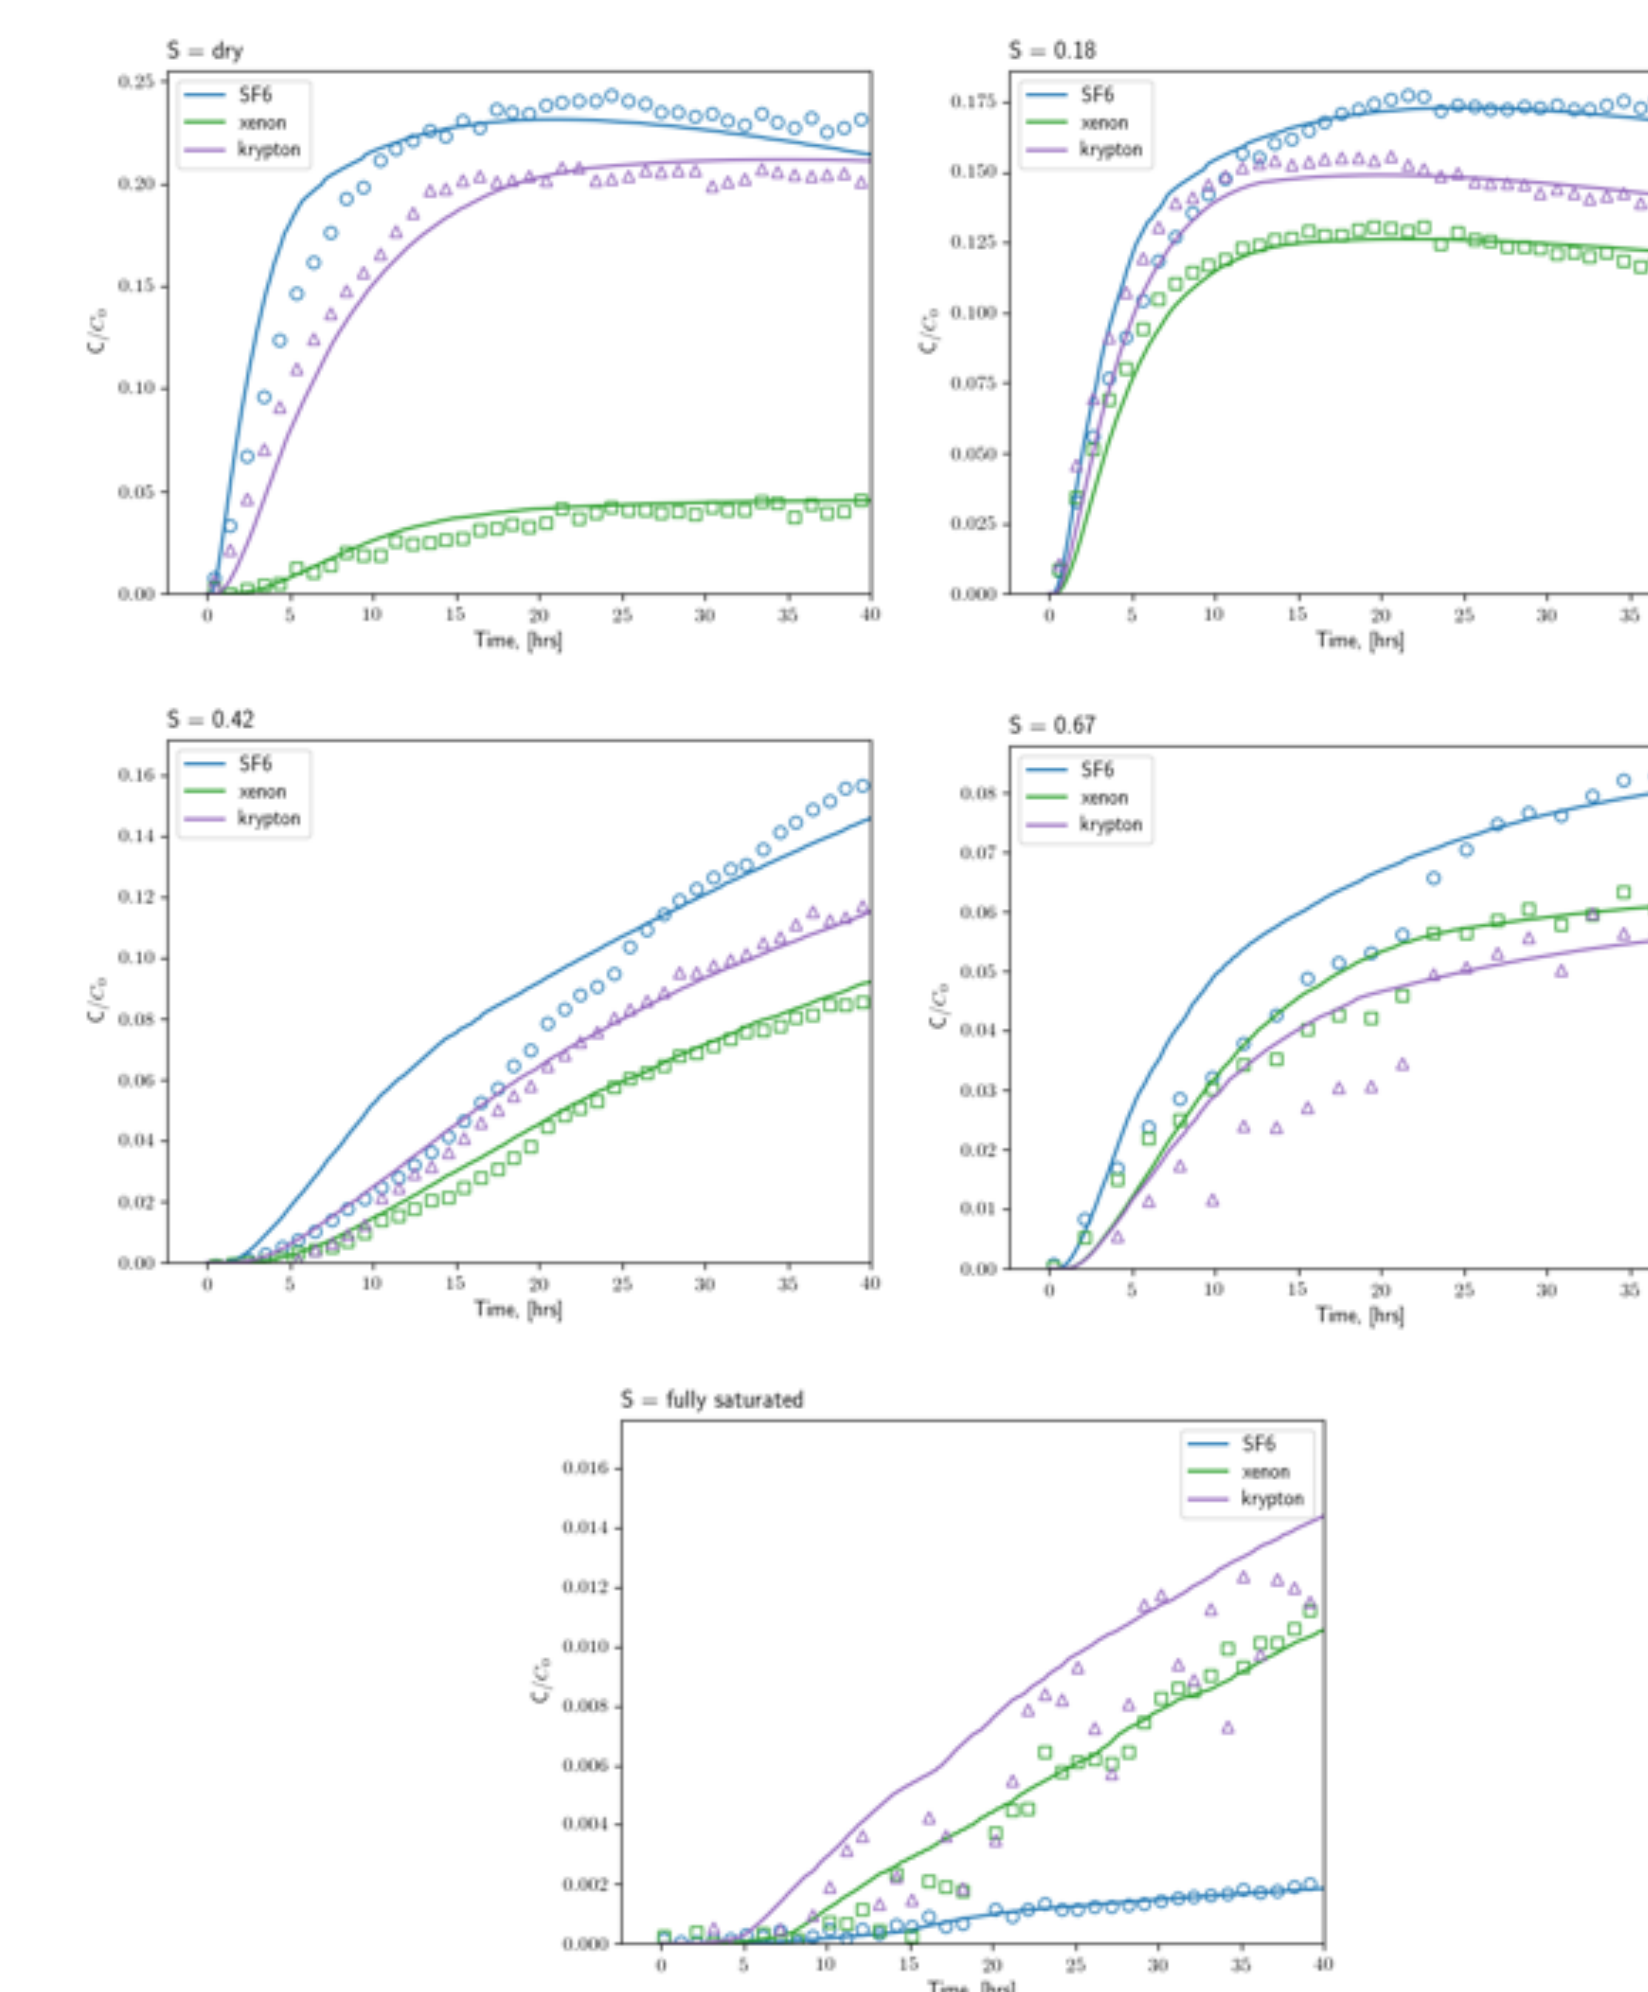 S = dry
0.25
0.20
0.15
0.10
0.05
0.00
C/C₀
SF6
xenon
krypton
0 5 10 15 20 25 30 35 40
Time, [hrs]
S = 0.18
0.175
0.150
0.125
0.100
0.075
0.050
0.025
0.000
C/C₀
SF6
xenon
krypton
0 5 10 15 20 25 30 35
Time, [hrs]
S = 0.42
0.16
0.14
0.12
0.10
0.08
0.06
0.04
0.02
0.00
C/C₀
SF6
xenon
krypton
0 5 10 15 20 25 30 35 40
Time, [hrs]
S = 0.67
0.08
0.07
0.06
0.05
0.04
0.03
0.02
0.01
0.00
C/C₀
SF6
xenon
krypton
0 5 10 15 20 25 30 35
Time, [hrs]
S = fully saturated
0.016
0.014
0.012
0.010
0.008
0.006
0.004
0.002
0.000
C/C₀
SF6
xenon
krypton
0 5 10 15 20 25 30 35 40
Time, [hrs]